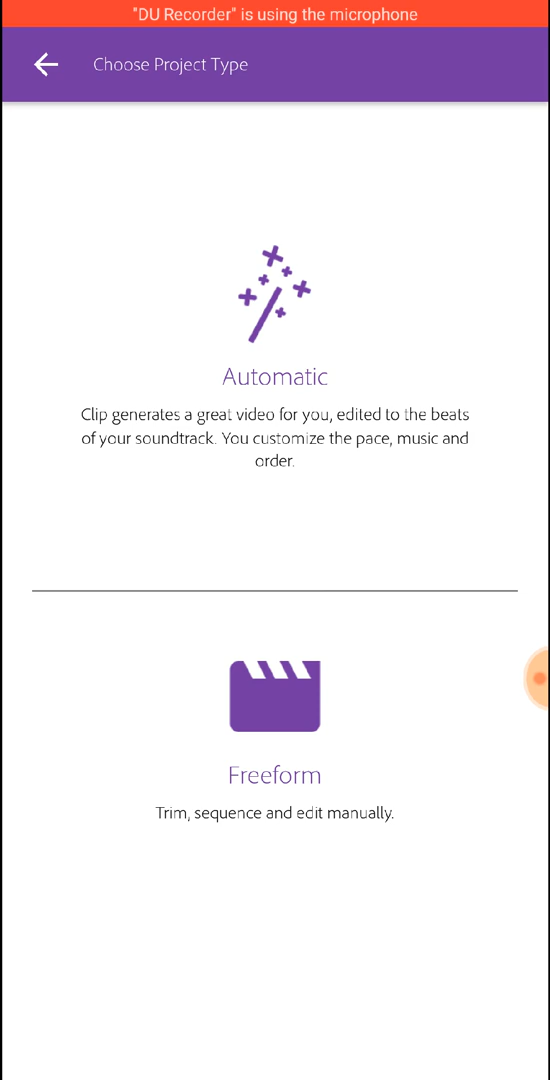 "DU Recorder" is using the microphone
Choose Project Type
Automatic
Clip generates a great video for you, edited to the beats
of your soundtrack. You customize the pace, music and
order.
Freeform
Trim, sequence and edit manually.